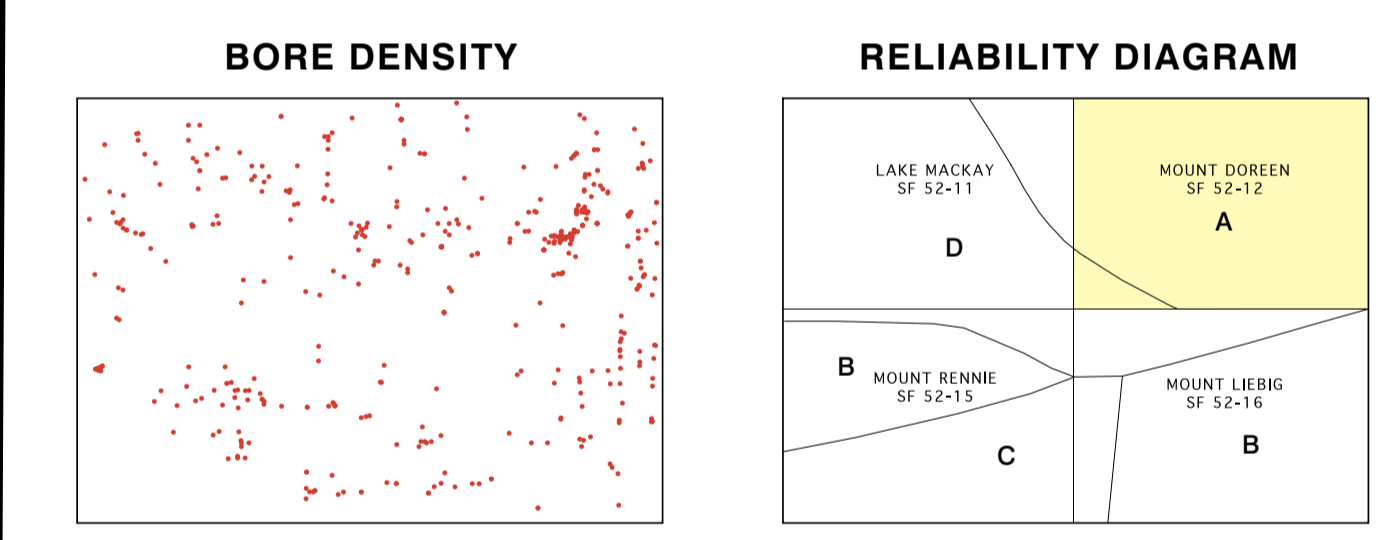 BORE DENSITY
RELIABILITY DIAGRAM
LAKE MACKAY
SF 52-11
D
MOUNT DOREEN
SF 52-12
A
B
MOUNT RENNIE
SF 52-15
C
MOUNT LIEBIG
SF 52-16
B